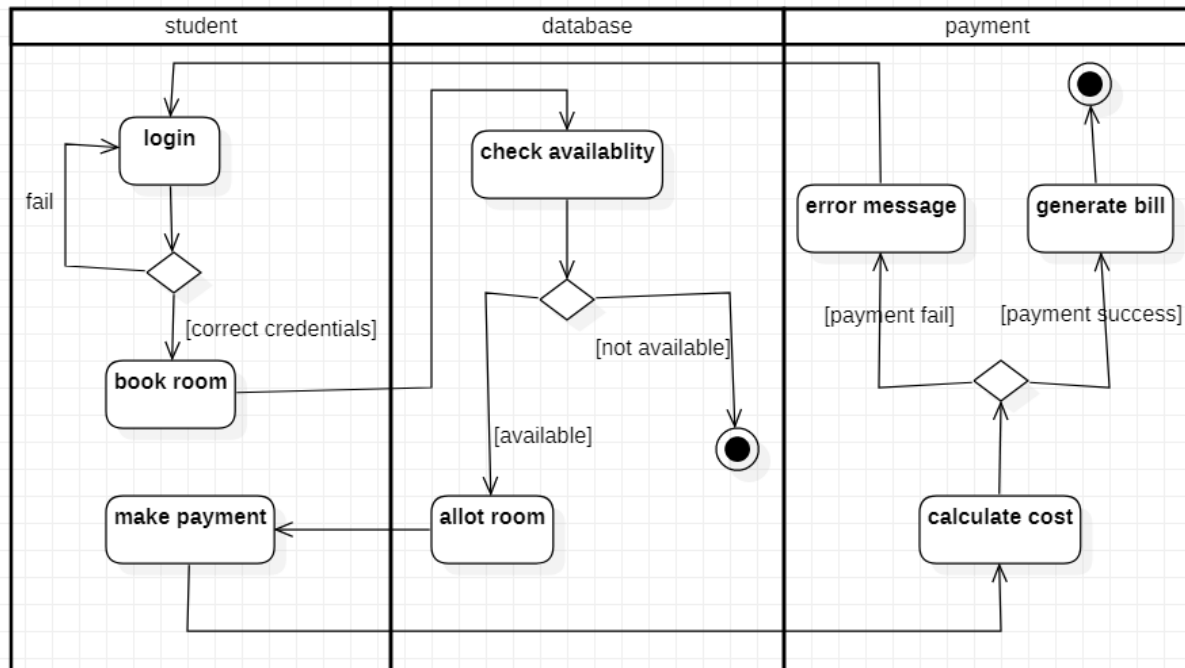 student
database
payment
login
check availablity
fail
error message
generate bill
[correct credentials]
[payment fail]
[payment success]
[not available]
book room
[available]
make payment
allot room
calculate cost